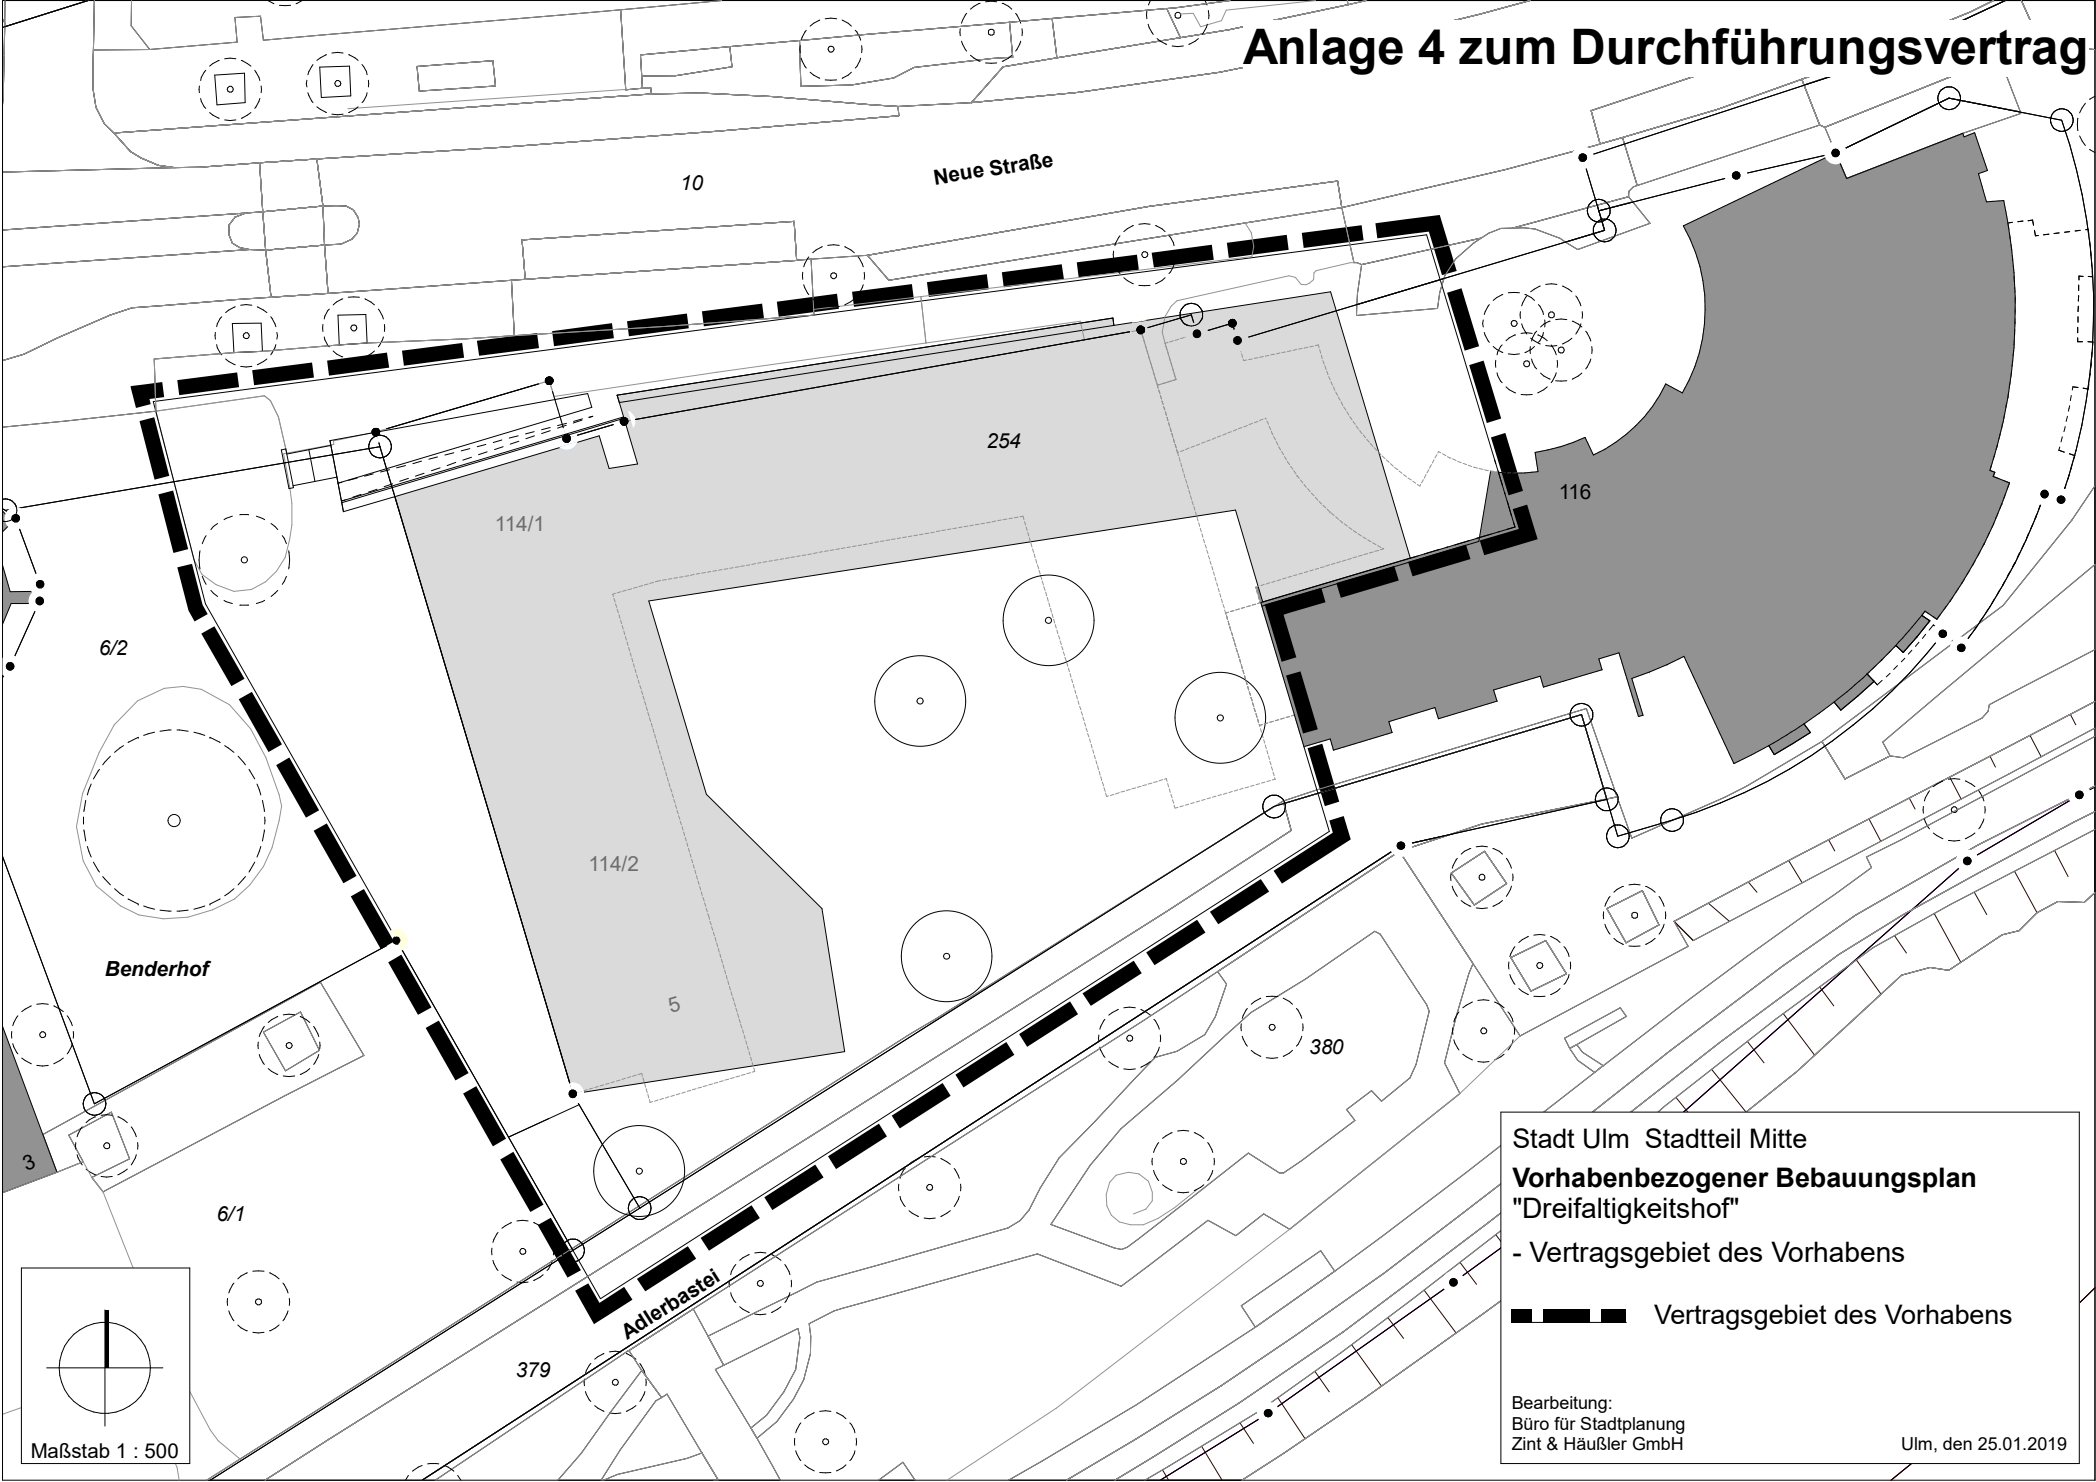 Anlage 4 zum Durchführungsvertrag
Neue Straße
10
254
116
114/1
6/2
114/2
Benderhof
5
380
3
6/1
Adlerbastei
379
Maßstab 1 : 500
Stadt Ulm Stadtteil Mitte
Vorhabenbezogener Bebauungsplan
"Dreifaltigkeitshof"
- Vertragsgebiet des Vorhabens
Vertragsgebiet des Vorhabens
Bearbeitung:
Büro für Stadtplanung
Zint & Häußler GmbH
Ulm, den 25.01.2019